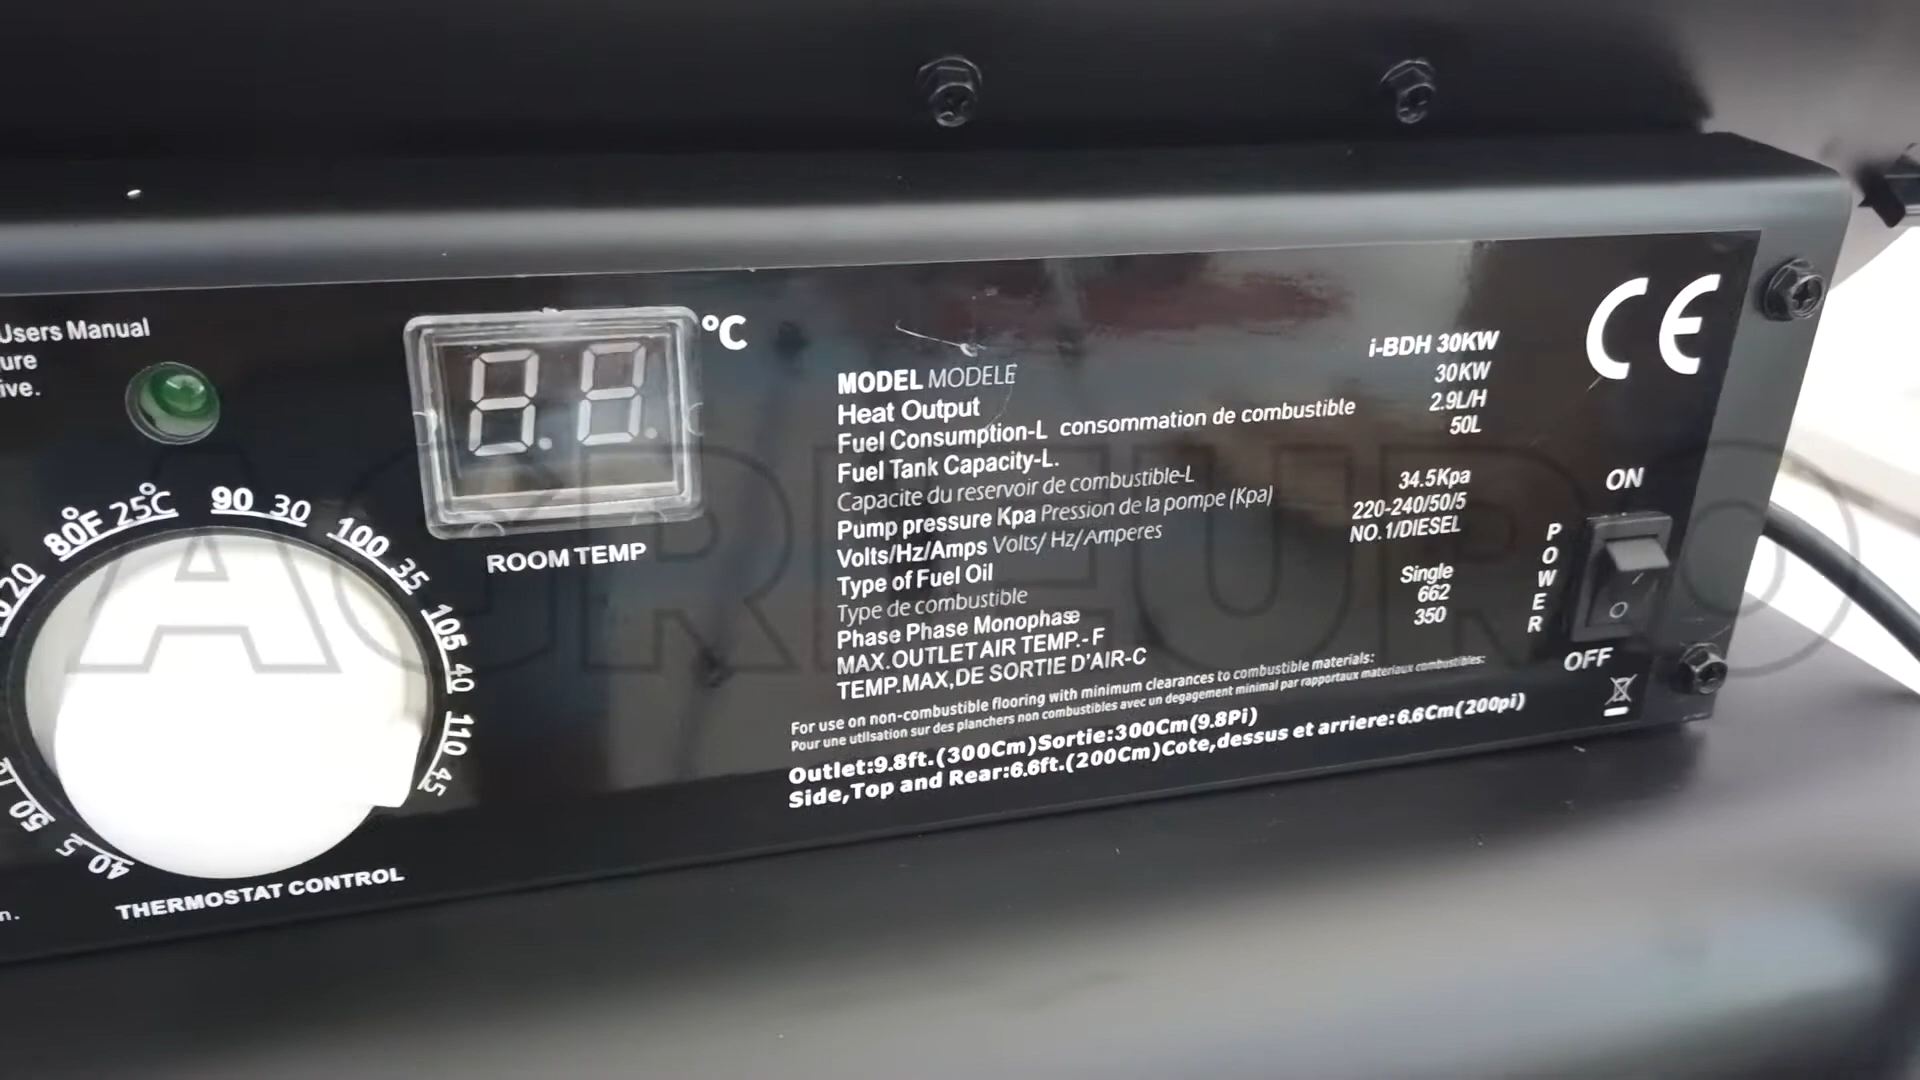 Users Manual
ure
ive.
°C
ROOM TEMP
20
80°F 25°C
90 30
100 35
105 40
110 45
50
40 5
THERMOSTAT CONTROL
n.
MODEL MODELE i-BDH 30KW
Heat Output 30KW
Fuel Consumption-L consommation de combustible 2.9L/H
Fuel Tank Capacity-L. 50L
Capacite du reservoir de combustible-L
Pump pressure Kpa Pression de la pompe (Kpa) 34.5Kpa
Volts/Hz/Amps Volts/ Hz/Amperes 220-240/50/5
Type of Fuel Oil NO.1/DIESEL
Type de combustible
Phase Phase Monophase Single
MAX.OUTLET AIR TEMP.-F 662
TEMP.MAX,DE SORTIE D'AIR-C 350
For use on non-combustible flooring with minimum clearances to combustible materials:
Pour une utilsation sur des planchers non combustibles avec un degagement minimal par rapportaux materiaux combustibles:
Outlet:9.8ft.(300Cm)Sortie:300Cm(9.8Pi)
Side,Top and Rear:6.6ft.(200Cm)Cote,dessus et arriere:6.6Cm(200pi)
CE
ON
POWER
OFF
AGRIEURO